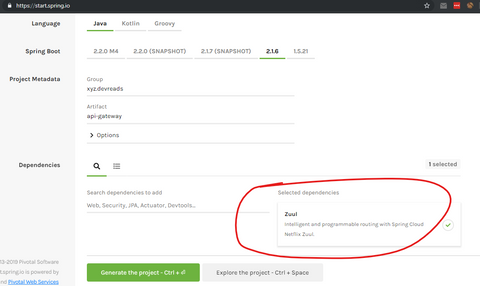 https://start.spring.io
Language
Java Kotlin Groovy
Spring Boot
2.2.0 M4 2.2.0 (SNAPSHOT) 2.1.7 (SNAPSHOT) 2.1.6 1.5.21
Project Metadata
Group
xyz.devreads
Artifact
api-gateway
Options
Dependencies
1 selected
Search dependencies to add
Web, Security, JPA, Actuator, Devtools...
Selected dependencies
Zuul
Intelligent and programmable routing with Spring Cloud
Netflix Zuul
13-2019 Pivotal Software
start.spring.io is powered by
nd Pivotal Web Services
Generate the project - Ctrl + ⏎
Explore the project - Ctrl + Space